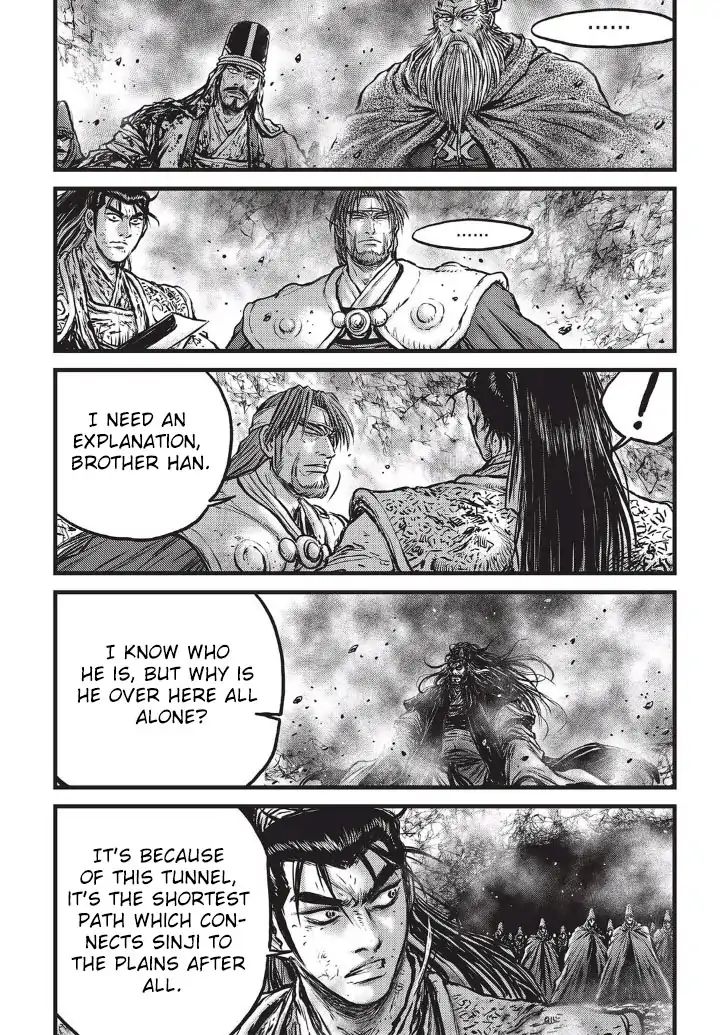 ……
……
!
I NEED AN
EXPLANATION,
BROTHER HAN.
I KNOW WHO
HE IS, BUT WHY IS
HE OVER HERE ALL
ALONE?
IT'S BECAUSE
OF THIS TUNNEL,
IT'S THE SHORTEST
PATH WHICH CON-
NECTS SINJI TO
THE PLAINS AFTER
ALL.